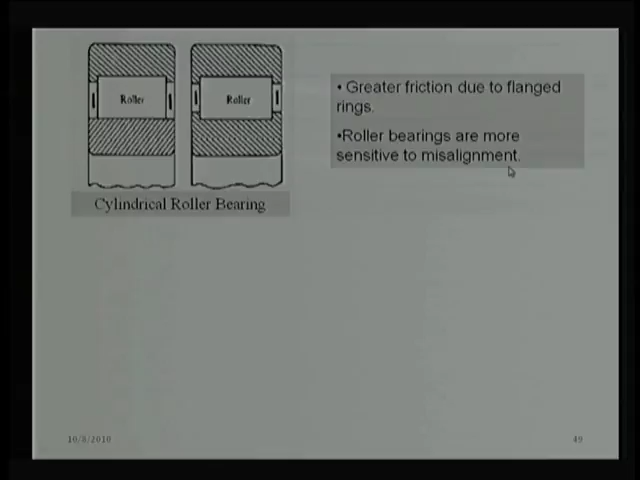 Roller
Roller
Cylindrical Roller Bearing
• Greater friction due to flanged
rings.
•Roller bearings are more
sensitive to misalignment.
10/8/2010
49